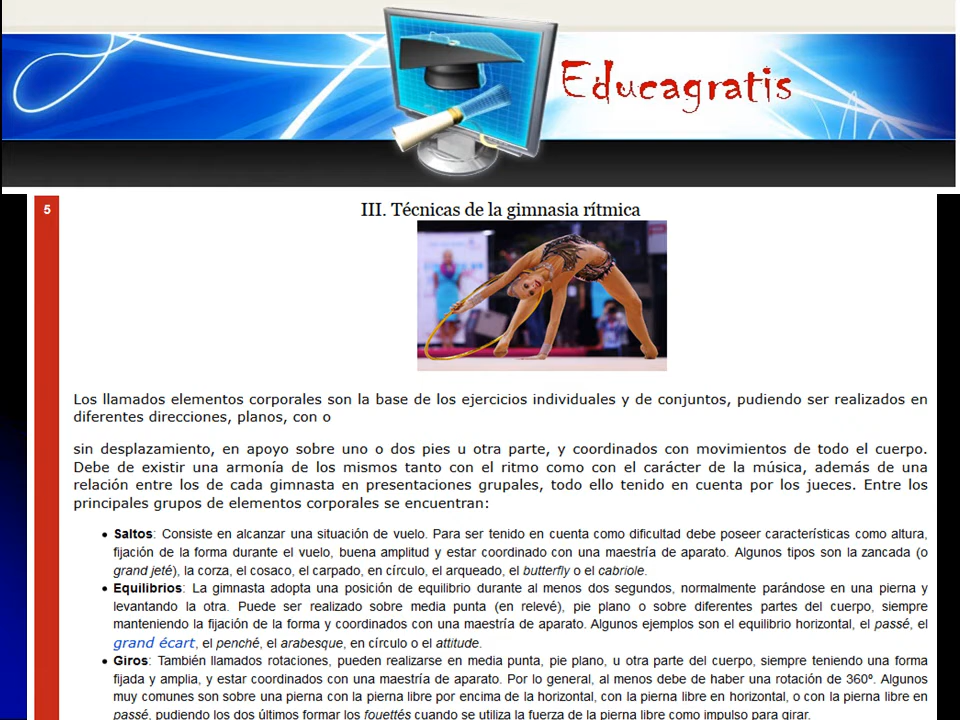 Educagratis
5
III. Técnicas de la gimnasia rítmica
Los llamados elementos corporales son la base de los ejercicios individuales y de conjuntos, pudiendo ser realizados en
diferentes direcciones, planos, con o
sin desplazamiento, en apoyo sobre uno o dos pies u otra parte, y coordinados con movimientos de todo el cuerpo.
Debe de existir una armonía de los mismos tanto con el ritmo como con el carácter de la música, además de una
relación entre los de cada gimnasta en presentaciones grupales, todo ello tenido en cuenta por los jueces. Entre los
principales grupos de elementos corporales se encuentran:
• Saltos: Consiste en alcanzar una situación de vuelo. Para ser tenido en cuenta como dificultad debe poseer características como altura,
fijación de la forma durante el vuelo, buena amplitud y estar coordinado con una maestría de aparato. Algunos tipos son la zancada (o
grand jeté), la corza, el cosaco, el carpado, en círculo, el arqueado, el butterfly o el cabriole.
• Equilibrios: La gimnasta adopta una posición de equilibrio durante al menos dos segundos, normalmente parándose en una pierna y
levantando la otra. Puede ser realizado sobre media punta (en relevé), pie plano o sobre diferentes partes del cuerpo, siempre
manteniendo la fijación de la forma y coordinados con una maestría de aparato. Algunos ejemplos son el equilibrio horizontal, el passé, el
grand écart, el penché, el arabesque, en círculo o el attitude.
• Giros: También llamados rotaciones, pueden realizarse en media punta, pie plano, u otra parte del cuerpo, siempre teniendo una forma
fijada y amplia, y estar coordinados con una maestría de aparato. Por lo general, al menos debe de haber una rotación de 360º. Algunos
muy comunes son sobre una pierna con la pierna libre por encima de la horizontal, con la pierna libre en horizontal, o con la pierna libre en
passé, pudiendo los dos últimos formar los fouettés cuando se utiliza la fuerza de la pierna libre como impulso para girar.